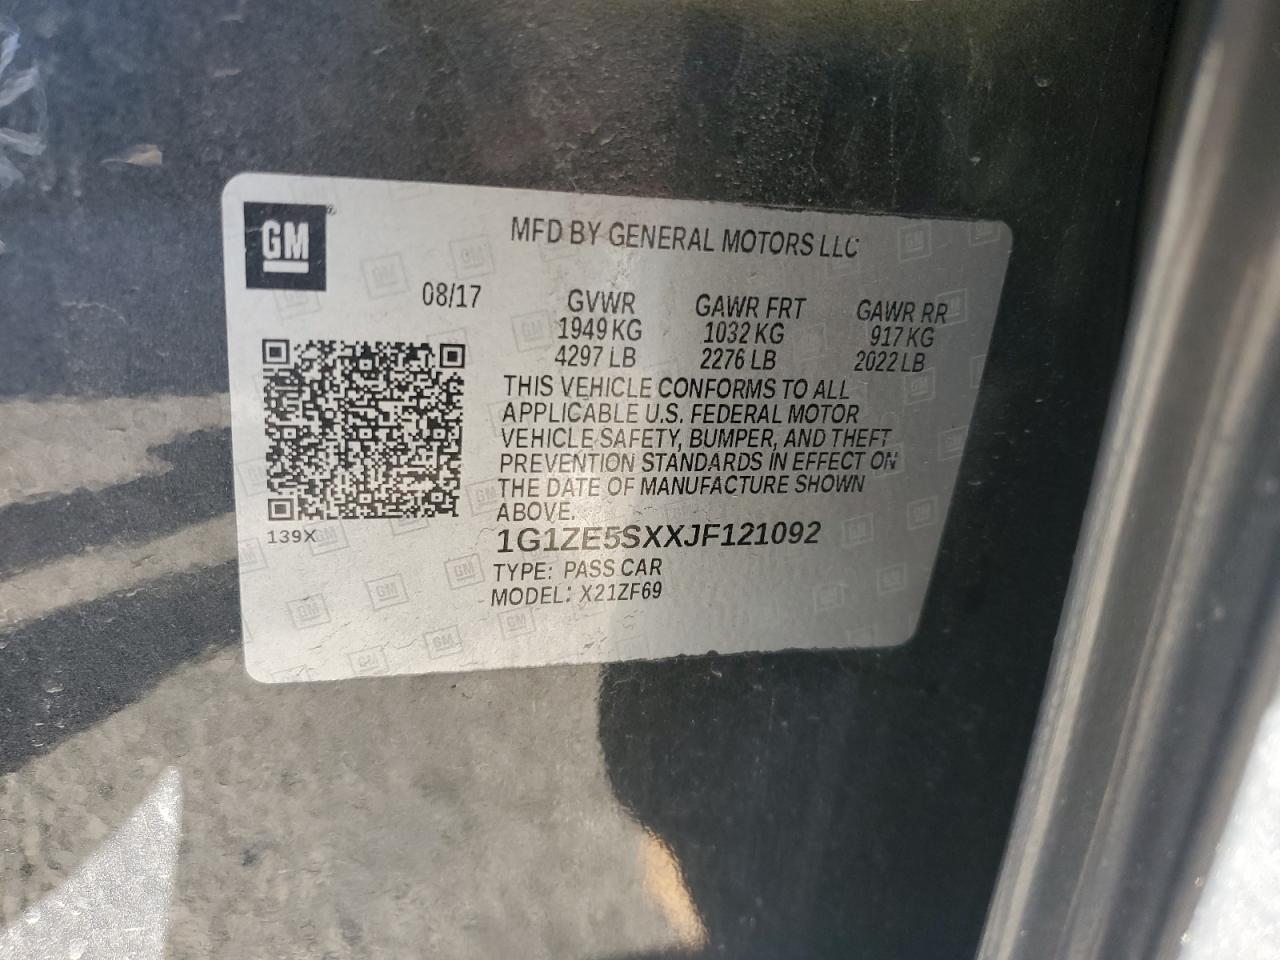 GM
MFD BY GENERAL MOTORS LLC
08/17
GVWR GAWR FRT GAWR RR
1949 KG 1032 KG 917 KG
4297 LB 2276 LB 2022 LB
THIS VEHICLE CONFORMS TO ALL
APPLICABLE U.S. FEDERAL MOTOR
VEHICLE SAFETY, BUMPER, AND THEFT
PREVENTION STANDARDS IN EFFECT ON
THE DATE OF MANUFACTURE SHOWN
ABOVE.
139X
1G1ZE5SXXJF121092
TYPE: PASS CAR
MODEL: X21ZF69